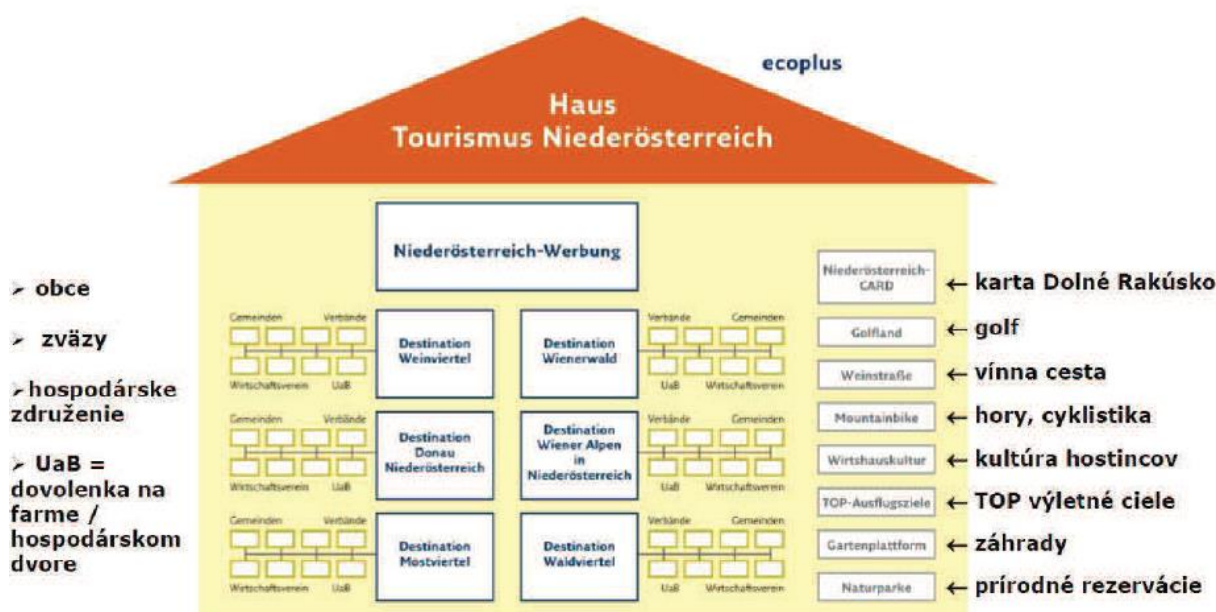 ecoplus
Haus
Tourismus Niederösterreich
Niederösterreich-Werbung
➢ obce
➢ zväzy
➢hospodárske
združenie
➢ UaB =
dovolenka na
farme /
hospodárskom
dvore
Gemeinden Verbände
Wirtschaftsverein UaB
Destination
Weinviertel
Destination
Wienerwald
Verbände Gemeinden
UaB Wirtschaftsverein
Gemeinden Verbände
Wirtschaftsverein UaB
Destination
Donau
Niederösterreich
Destination
Wiener Alpen
in
Niederösterreich
Verbände Gemeinden
UaB Wirtschaftsverein
Gemeinden Verbände
Wirtschaftsverein UaB
Destination
Mostviertel
Destination
Waldviertel
Verbände Gemeinden
UaB Wirtschaftsverein
Niederösterreich-
CARD
← karta Dolné Rakúsko
Golfland
← golf
Weinstraße
← vínna cesta
Mountainbike
← hory, cyklistika
Wirtshauskultur
← kultúra hostincov
TOP-Ausflugsziele
← TOP výletné ciele
Gartenplattform
← záhrady
Naturparke
← prírodné rezervácie